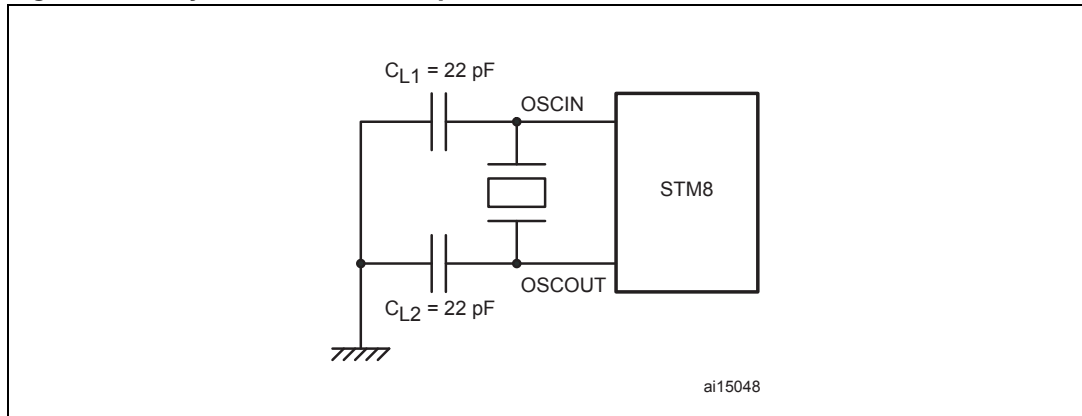 C_L1 = 22 pF
OSCIN
STM8
OSCOUT
C_L2 = 22 pF
ai15048